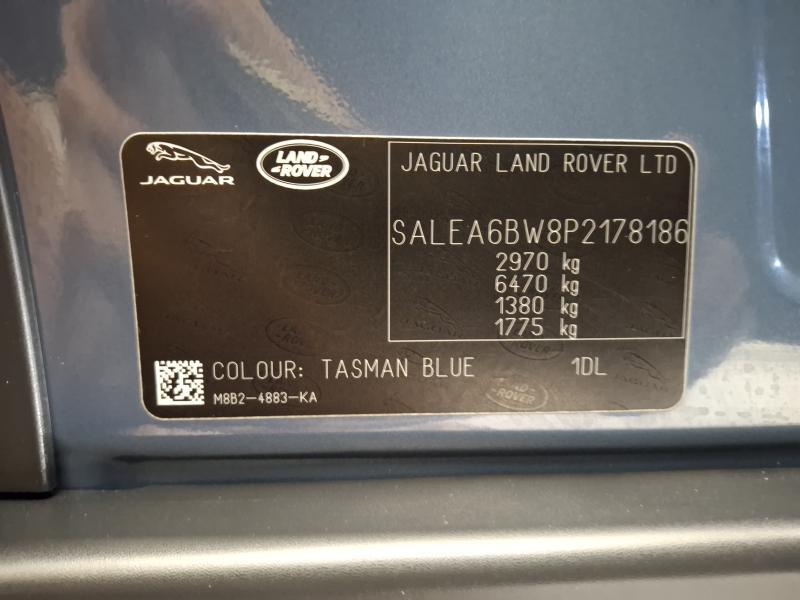 JAGUAR
LAND ROVER
JAGUAR LAND ROVER LTD
SALEA6BW8P2178186
2970 kg
6470 kg
1380 kg
1775 kg
COLOUR: TASMAN BLUE 1DL
M8B2-4883-KA